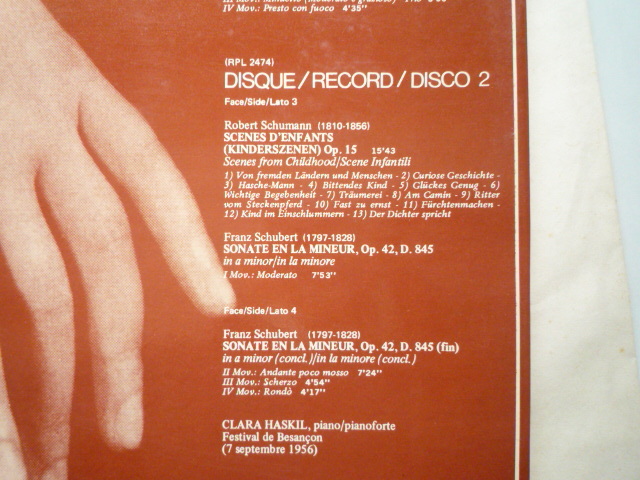 IV Mov.: Presto con fuoco 4'35''
(RPL 2474)
DISQUE/RECORD/DISCO 2
Face/Side/Lato 3
Robert Schumann (1810-1856)
SCENES D'ENFANTS
(KINDERSZENEN) Op. 15 15'43
Scenes from Childhood/Scene Infantili
1) Von fremden Ländern und Menschen - 2) Curiose Geschichte -
3) Hasche-Mann - 4) Bittendes Kind - 5) Glückes Genug - 6)
Wichtige Begebenheit - 7) Träumerei - 8) Am Camin - 9) Ritter
vom Steckenpferd - 10) Fast zu ernst - 11) Fürchtenmachen -
12) Kind im Einschlummern - 13) Der Dichter spricht
Franz Schubert (1797-1828)
SONATE EN LA MINEUR, Op. 42, D. 845
in a minor/in la minore
I Mov.: Moderato 7'53''
Face/Side/Lato 4
Franz Schubert (1797-1828)
SONATE EN LA MINEUR, Op. 42, D. 845 (fin)
in a minor (concl.)/in la minore (concl.)
II Mov.: Andante poco mosso 7'24''
III Mov.: Scherzo 4'54''
IV Mov.: Rondò 4'17''
CLARA HASKIL, piano/pianoforte
Festival de Besançon
(7 septembre 1956)